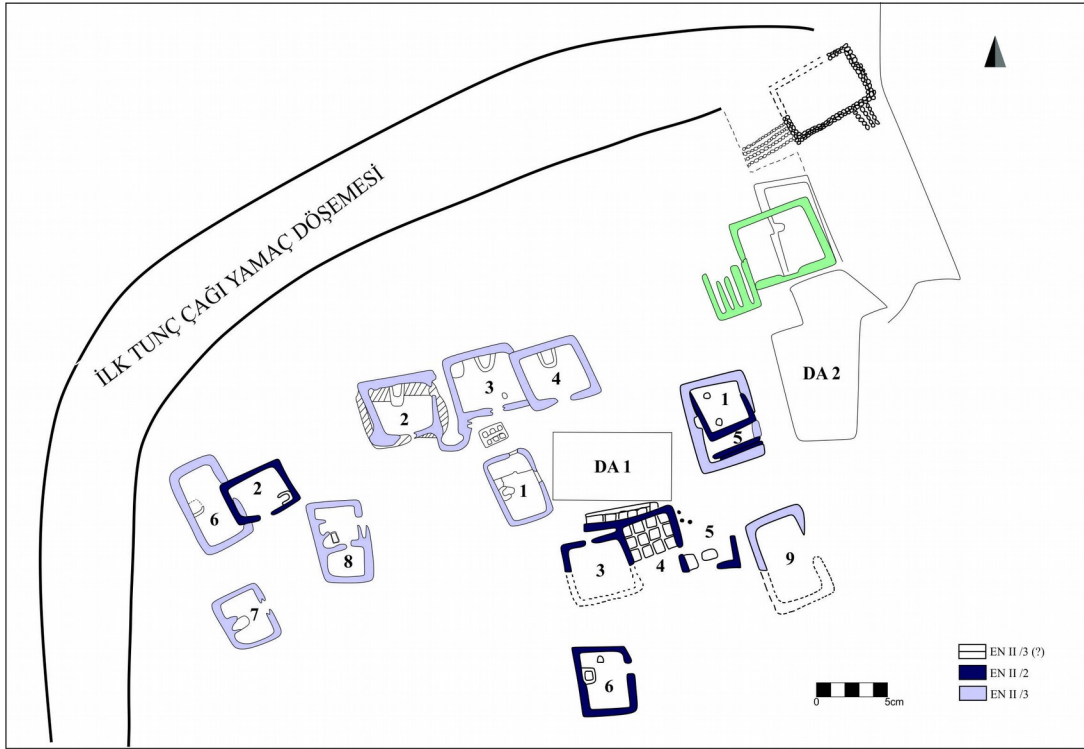 İLK TUNÇ ÇAĞI YAMAÇ DÖŞEMESİ
DA 2
3
4
2
1
5
DA 1
1
2
6
5
8
3
4
9
7
6
EN II /3 (?)
EN II /2
EN II /3
0
5cm